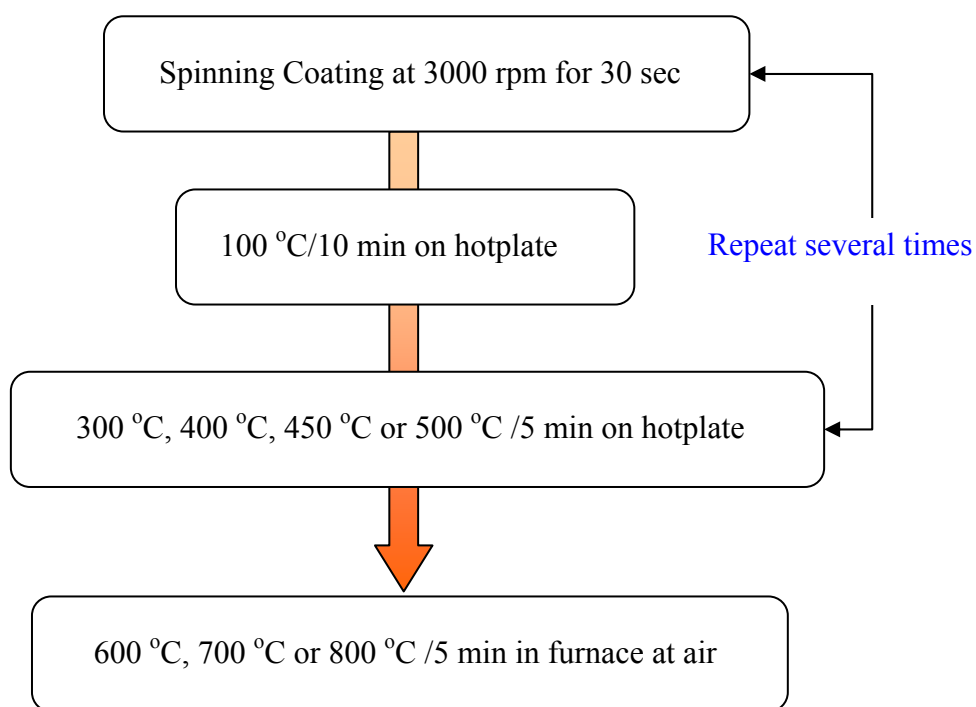 Spinning Coating at 3000 rpm for 30 sec
100 °C/10 min on hotplate
Repeat several times
300 °C, 400 °C, 450 °C or 500 °C /5 min on hotplate
600 °C, 700 °C or 800 °C /5 min in furnace at air